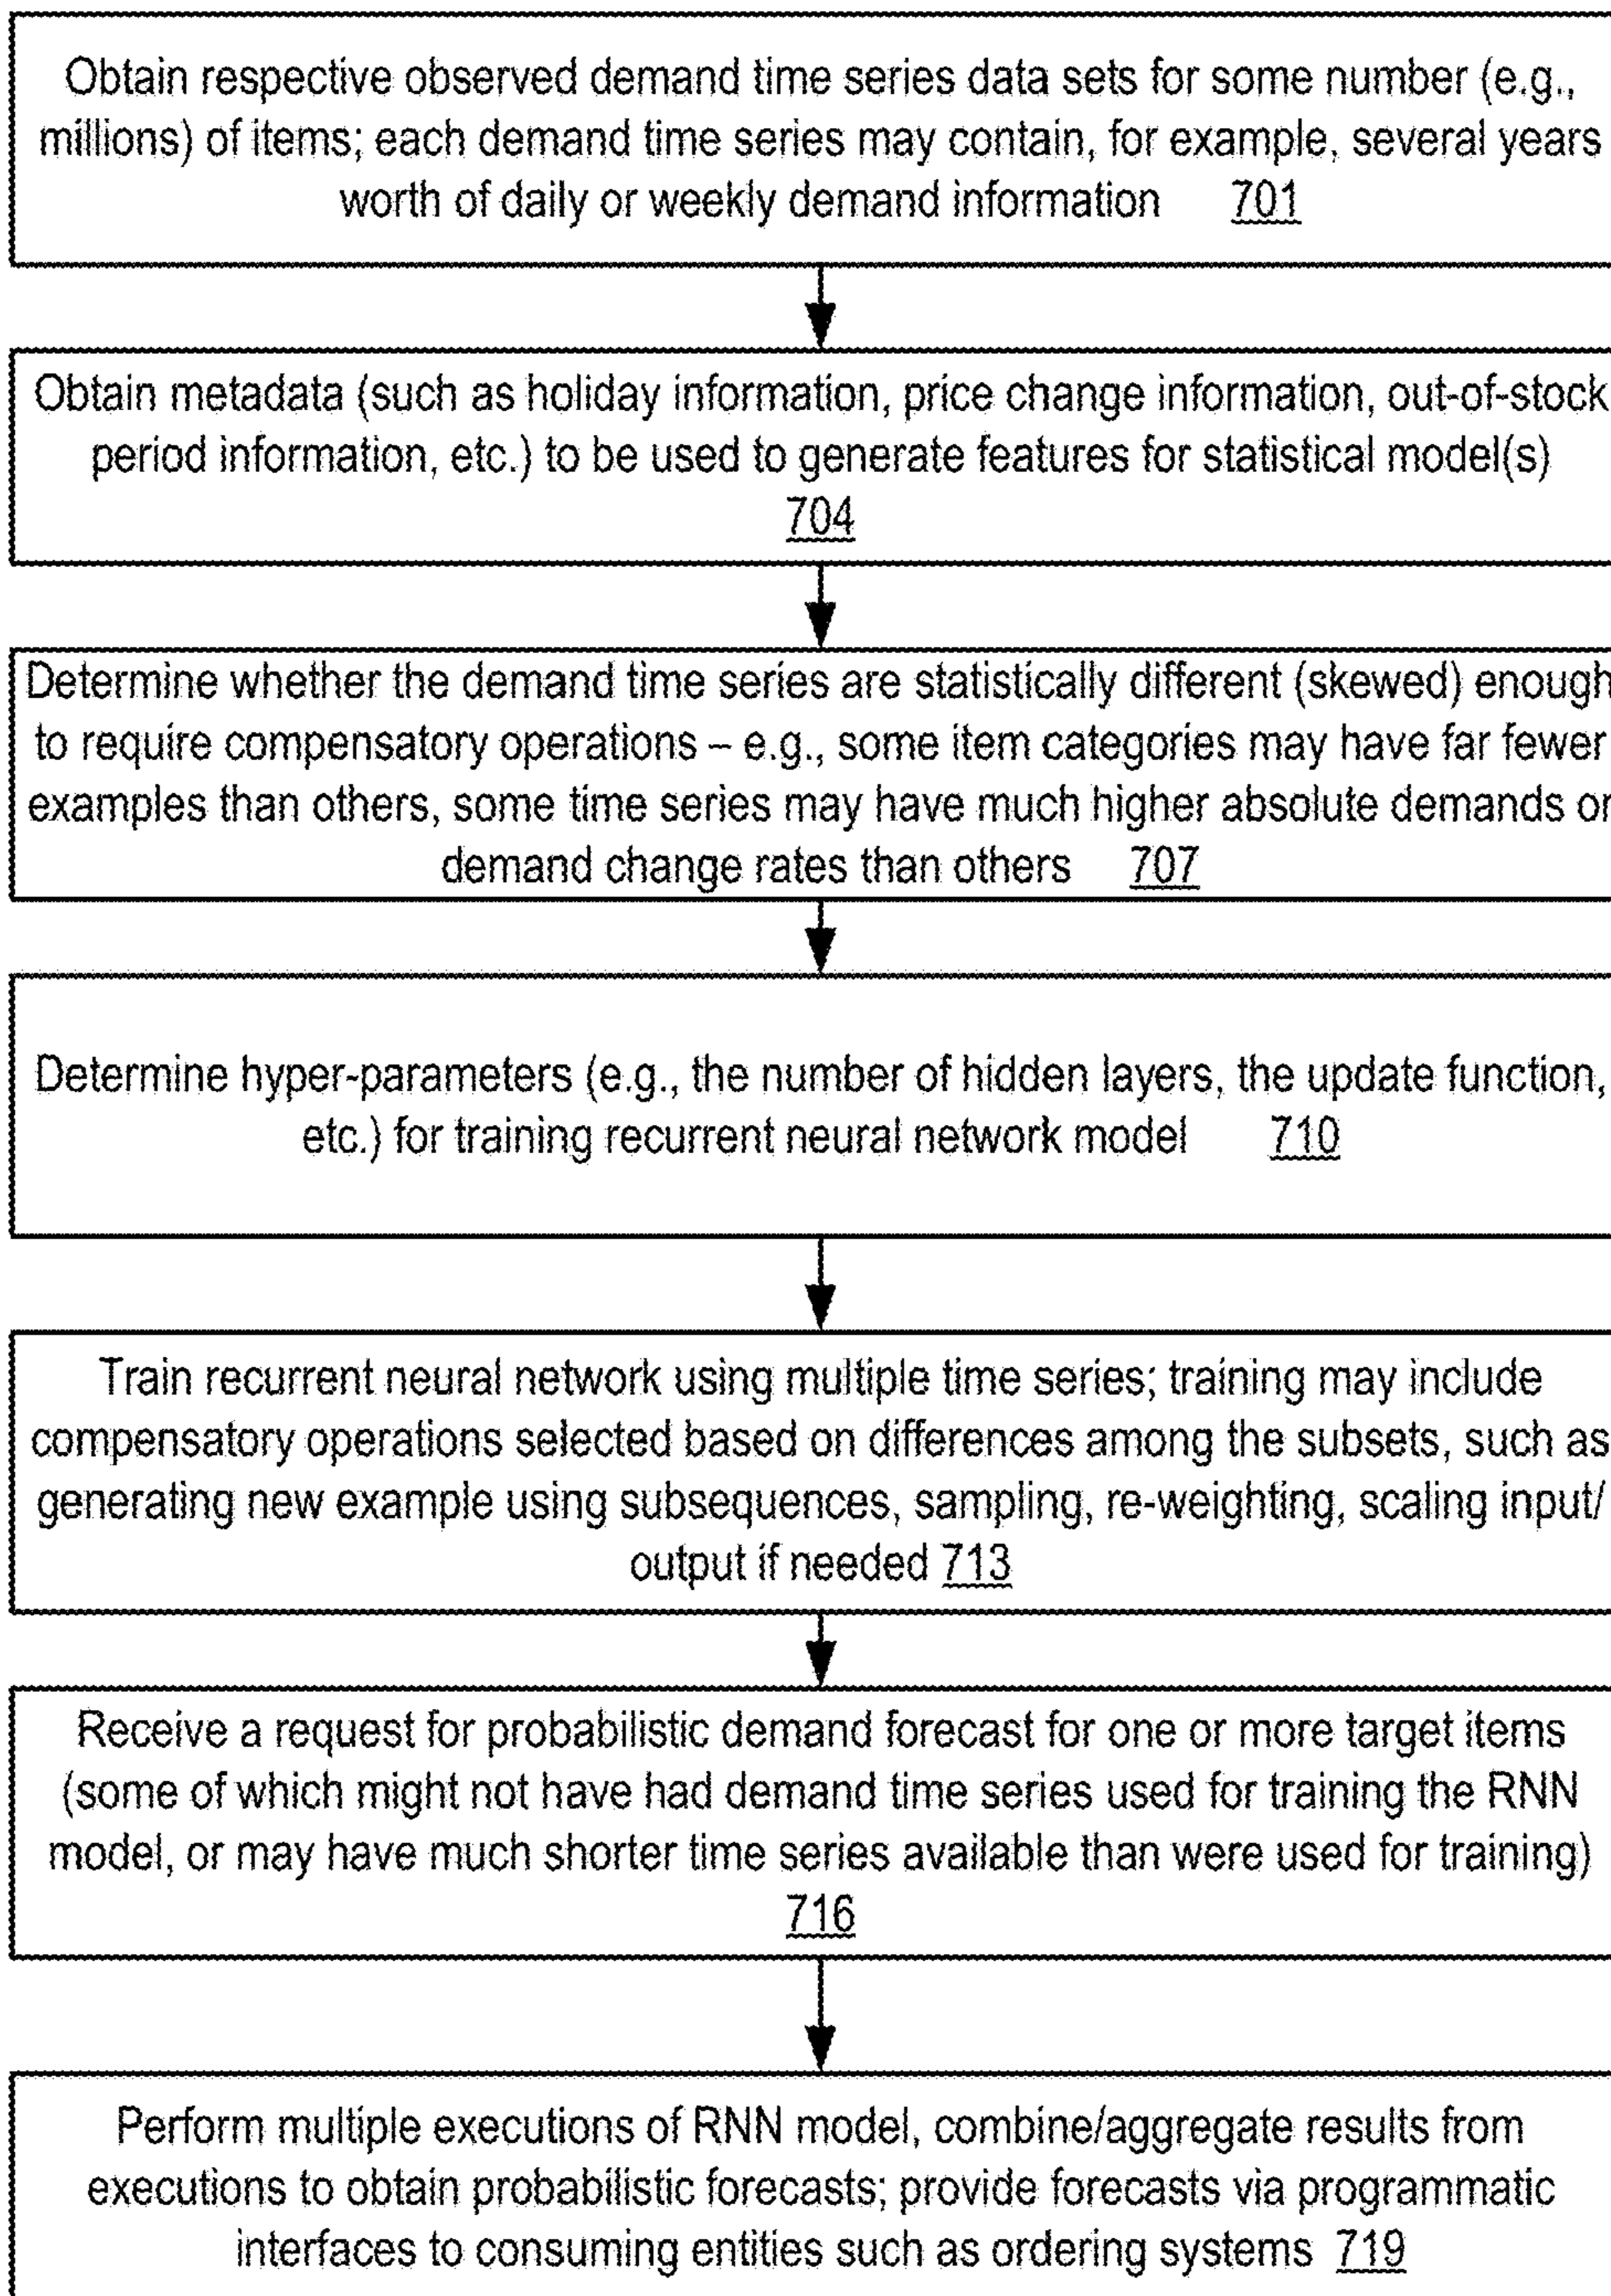 Obtain respective observed demand time series data sets for some number (e.g.,
millions) of items; each demand time series may contain, for example, several years
worth of daily or weekly demand information 701
Obtain metadata (such as holiday information, price change information, out-of-stock
period information, etc.) to be used to generate features for statistical model(s)
704
Determine whether the demand time series are statistically different (skewed) enough
to require compensatory operations – e.g., some item categories may have far fewer
examples than others, some time series may have much higher absolute demands or
demand change rates than others 707
Determine hyper-parameters (e.g., the number of hidden layers, the update function,
etc.) for training recurrent neural network model 710
Train recurrent neural network using multiple time series; training may include
compensatory operations selected based on differences among the subsets, such as
generating new example using subsequences, sampling, re-weighting, scaling input/
output if needed 713
Receive a request for probabilistic demand forecast for one or more target items
(some of which might not have had demand time series used for training the RNN
model, or may have much shorter time series available than were used for training)
716
Perform multiple executions of RNN model, combine/aggregate results from
executions to obtain probabilistic forecasts; provide forecasts via programmatic
interfaces to consuming entities such as ordering systems 719